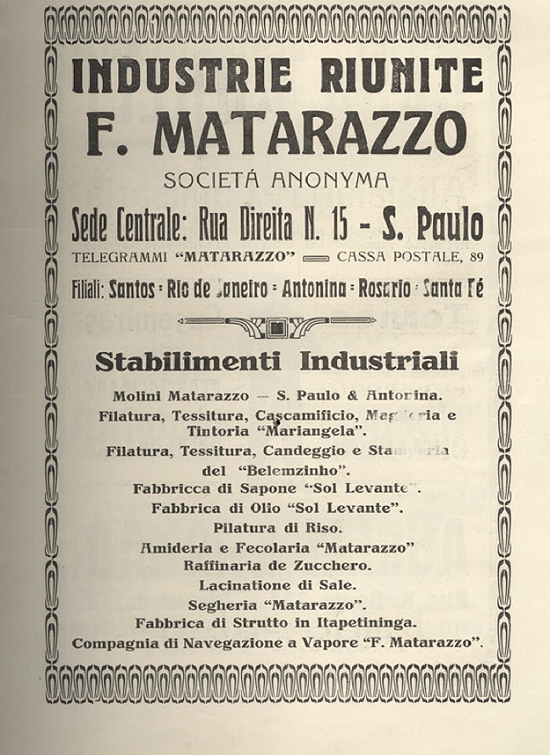 INDUSTRIE RIUNITE
F. MATARAZZO
SOCIETÁ ANONYMA
Sede Centrale: Rua Direita N. 15 - S. Paulo
TELEGRAMMI "MATARAZZO" CASSA POSTALE, 89
Filiali: Santos - Rio de Janeiro - Antonina - Rosario - Santa Fé
Stabilimenti Industriali
Molini Matarazzo — S. Paulo & Antonina.
Filatura, Tessitura, Cascamificio, e
Tintoria "Mariangela".
Filatura, Tessitura, Candeggio e
del "Belemzinho".
Fabbricca di Sapone "Sol Levante".
Fabbrica di Olio "Sol Levante".
Pilatura di Riso.
Amideria e Fecolaria "Matarazzo"
Raffinaria de Zucchero.
Lacinatione di Sale.
Segheria "Matarazzo".
Fabbrica di Strutto in Itapetininga.
Compagnia di Navegazione a Vapore "F. Matarazzo".